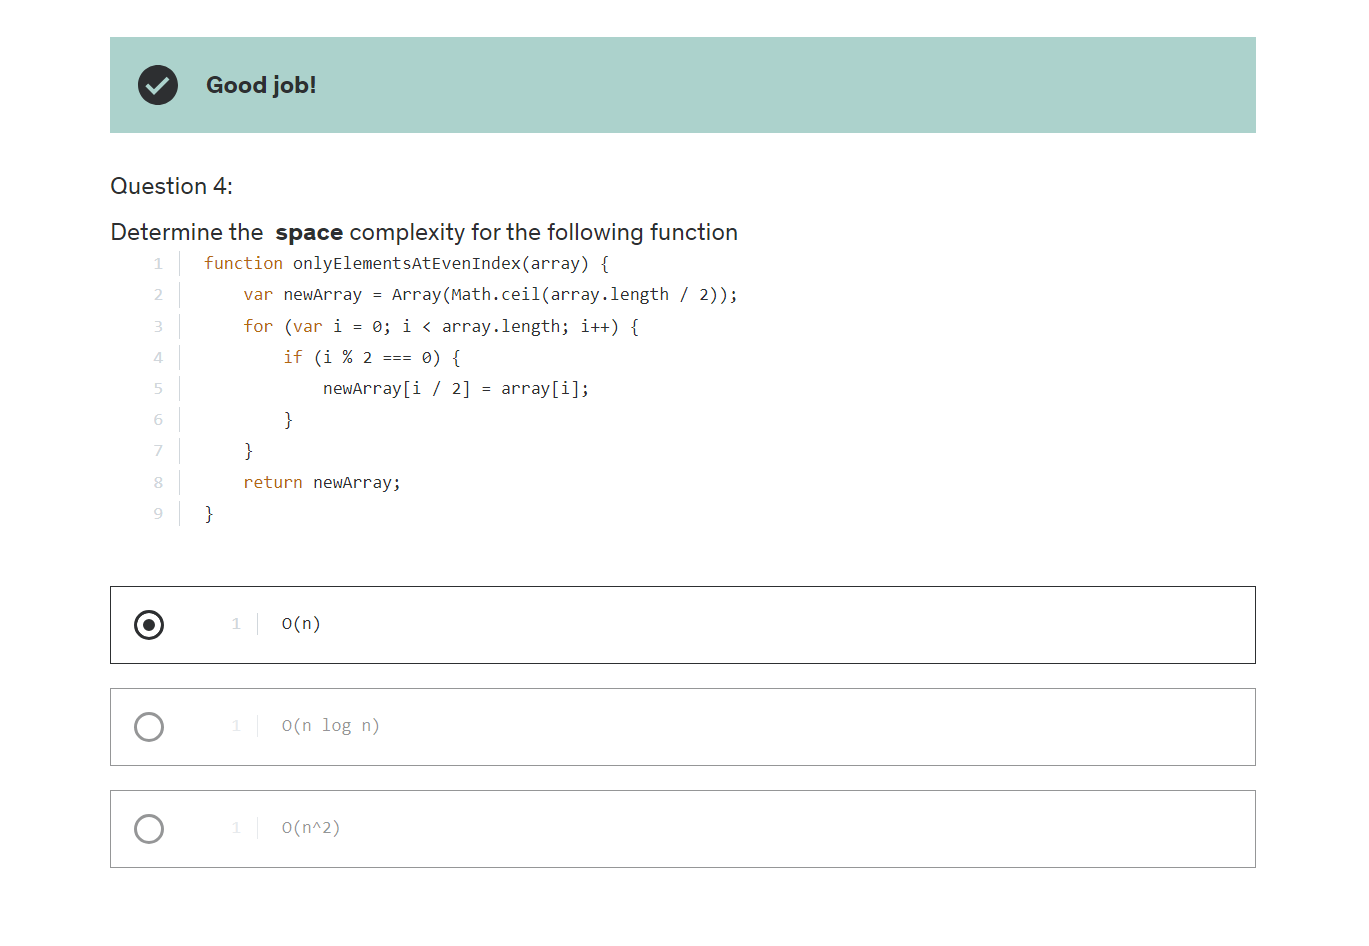 Good job!
Question 4:
Determine the space complexity for the following function
1 function onlyElementsAtEvenIndex(array) {
2 var newArray = Array(Math.ceil(array.length / 2));
3 for (var i = 0; i < array.length; i++) {
4 if (i % 2 === 0) {
5 newArray[i / 2] = array[i];
6 }
7 }
8 return newArray;
9 }
1 O(n)
1 O(n log n)
1 O(n^2)